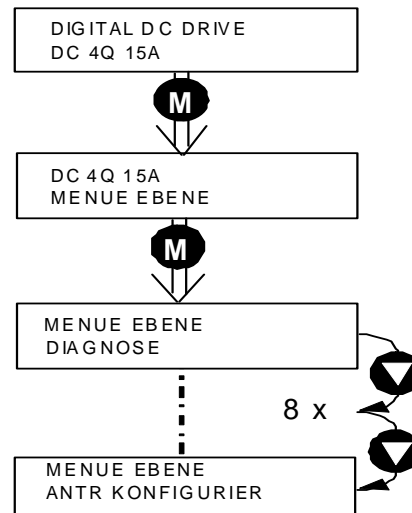 DIGITAL DC DRIVE
DC 4Q 15A
M
DC 4Q 15A
MENUE EBENE
M
MENUE EBENE
DIAGNOSE
8 x
MENUE EBENE
ANTR KONFIGURIER